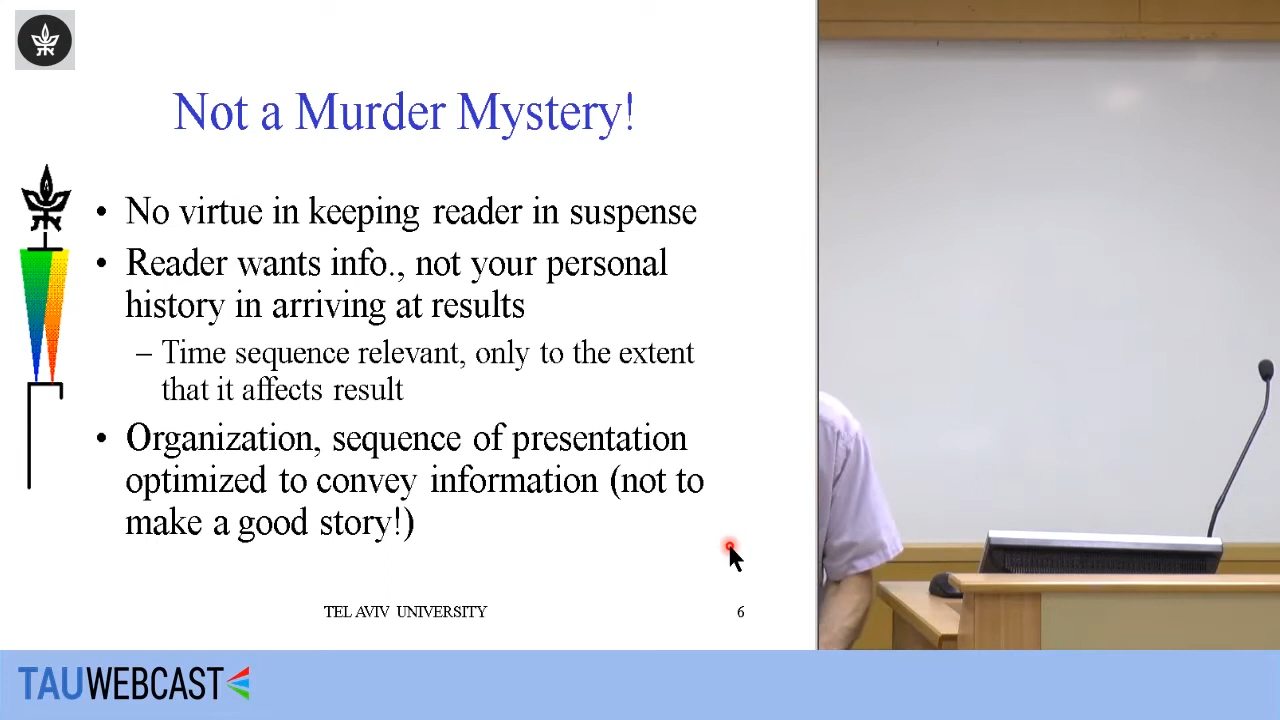 Not a Murder Mystery!
• No virtue in keeping reader in suspense
• Reader wants info., not your personal
history in arriving at results
– Time sequence relevant, only to the extent
that it affects result
• Organization, sequence of presentation
optimized to convey information (not to
make a good story!)
TEL AVIV UNIVERSITY
6
TAUWEBCAST